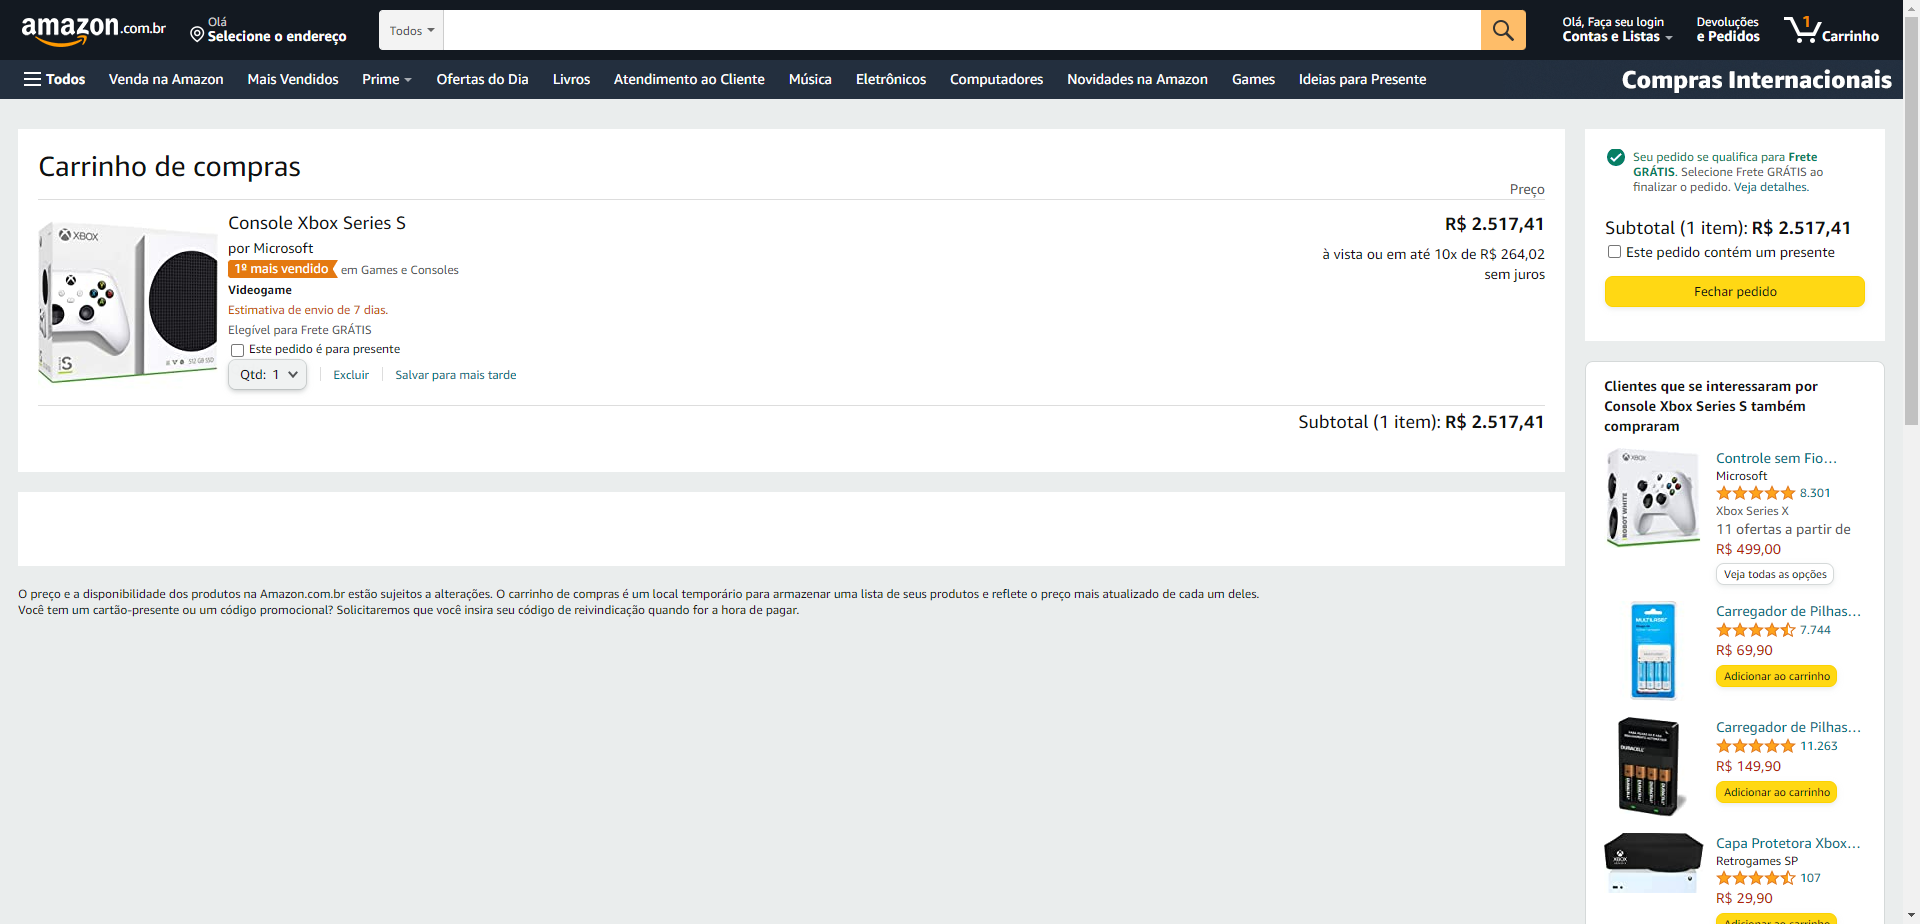 amazon.com.br
Olá
Selecione o endereço
Todos
Olá, Faça seu login
Contas e Listas
Devoluções
e Pedidos
1
Carrinho
Todos
Venda na Amazon
Mais Vendidos
Prime
Ofertas do Dia
Livros
Atendimento ao Cliente
Música
Eletrônicos
Computadores
Novidades na Amazon
Games
Ideias para Presente
Compras Internacionais
Carrinho de compras
Preço
XBOX
S
512 GB SSD
Console Xbox Series S
por Microsoft
1º mais vendido em Games e Consoles
Videogame
Estimativa de envio de 7 dias.
Elegível para Frete GRÁTIS
Este pedido é para presente
Qtd: 1
Excluir
Salvar para mais tarde
R$ 2.517,41
à vista ou em até 10x de R$ 264,02
sem juros
Subtotal (1 item): R$ 2.517,41
O preço e a disponibilidade dos produtos na Amazon.com.br estão sujeitos a alterações. O carrinho de compras é um local temporário para armazenar uma lista de seus produtos e reflete o preço mais atualizado de cada um deles.
Você tem um cartão-presente ou um código promocional? Solicitaremos que você insira seu código de reivindicação quando for a hora de pagar.
Seu pedido se qualifica para Frete
GRÁTIS. Selecione Frete GRÁTIS ao
finalizar o pedido. Veja detalhes.
Subtotal (1 item): R$ 2.517,41
Este pedido contém um presente
Fechar pedido
Clientes que se interessaram por
Console Xbox Series S também
compraram
XBOX
ROBOT WHITE
Controle sem Fio…
Microsoft
8.301
Xbox Series X
11 ofertas a partir de
R$ 499,00
Veja todas as opções
MULTILASER
Carregador de Pilhas…
7.744
R$ 69,90
Adicionar ao carrinho
DURACELL
Carregador de Pilhas…
11.263
R$ 149,90
Adicionar ao carrinho
XBOX
Capa Protetora Xbox…
Retrogames SP
107
R$ 29,90
Adicionar ao carrinho